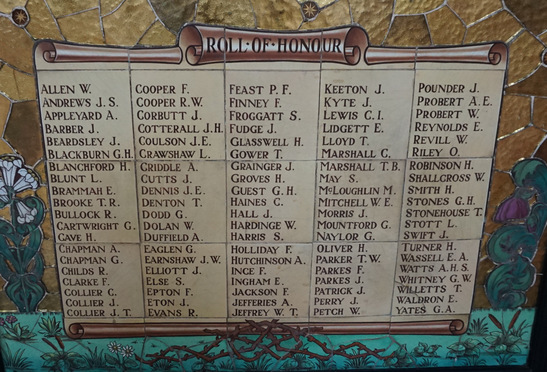 ROLL·OF·HONOUR
ALLEN W.
ANDREWS J. S.
APPLEYARD A.
BARBER J.
BEARDSLEY J.
BLACKBURN G.H.
BLANCHFORD H.
BLUNT L.
BRAMMAH E.
BROOKE T. R.
BULLOCK R.
CARTWRIGHT G.
CAVE H.
CHAPMAN A.
CHAPMAN G.
CHILDS R.
CLARKE F.
COLLIER C.
COLLIER J.
COLLIER J. T.
COOPER F.
COOPER R.W.
CORBUTT J.
COTTERALL J.H.
COULSON J.E.
CRAWSHAW L.
CRIDDLE A.
CUTTS J.
DENNIS J.E.
DENTON T.
DODD G.
DOLAN W.
DUFFIELD A.
EAGLEN G.
EARNSHAW J.W.
ELLIOTT J.
ELSE S.
EPTON F.
ETON J.
EVANS R.
FEAST P. F.
FINNEY F.
FROGGATT S.
FUDGE J.
GLASSWELL H.
GOWER T.
GRAINGER J.
GROVES H.
GUEST G.H.
HAINES C.
HALL J.
HARDINGE W.
HARRIS S.
HOLLIDAY F.
HUTCHINSON A.
INCE F.
INGHAM E.
JACKSON F.
JEFFERIES A.
JEFFREY W. T.
KEETON J.
KYTE J.
LEWIS C. I.
LIDGETT E.
LLOYD T.
MARSHALL C.
MARSHALL T. B.
MAY S.
MCLOUGHLIN M.
MITCHELL W. E.
MORRIS J.
MOUNTFORD G.
NAYLOR G.
OLIVER H.
PARKER T.W.
PARKES F.
PARKES J.
PATRICK J.
PERRY J.
PETCH W.
POUNDER J.
PROBERT A. E.
PROBERT W.
REYNOLDS E.
REVILL W.
RILEY O.
ROBINSON H.
SHALLCROSS W.
SMITH H.
STONES G.H.
STONEHOUSE T.
STOTT L.
SWIFT J.
TURNER H.
WASSELL E. A.
WATTS A. H. S.
WHITNEY G. W.
WILLETTS T.
WALDRON E.
YATES G.A.